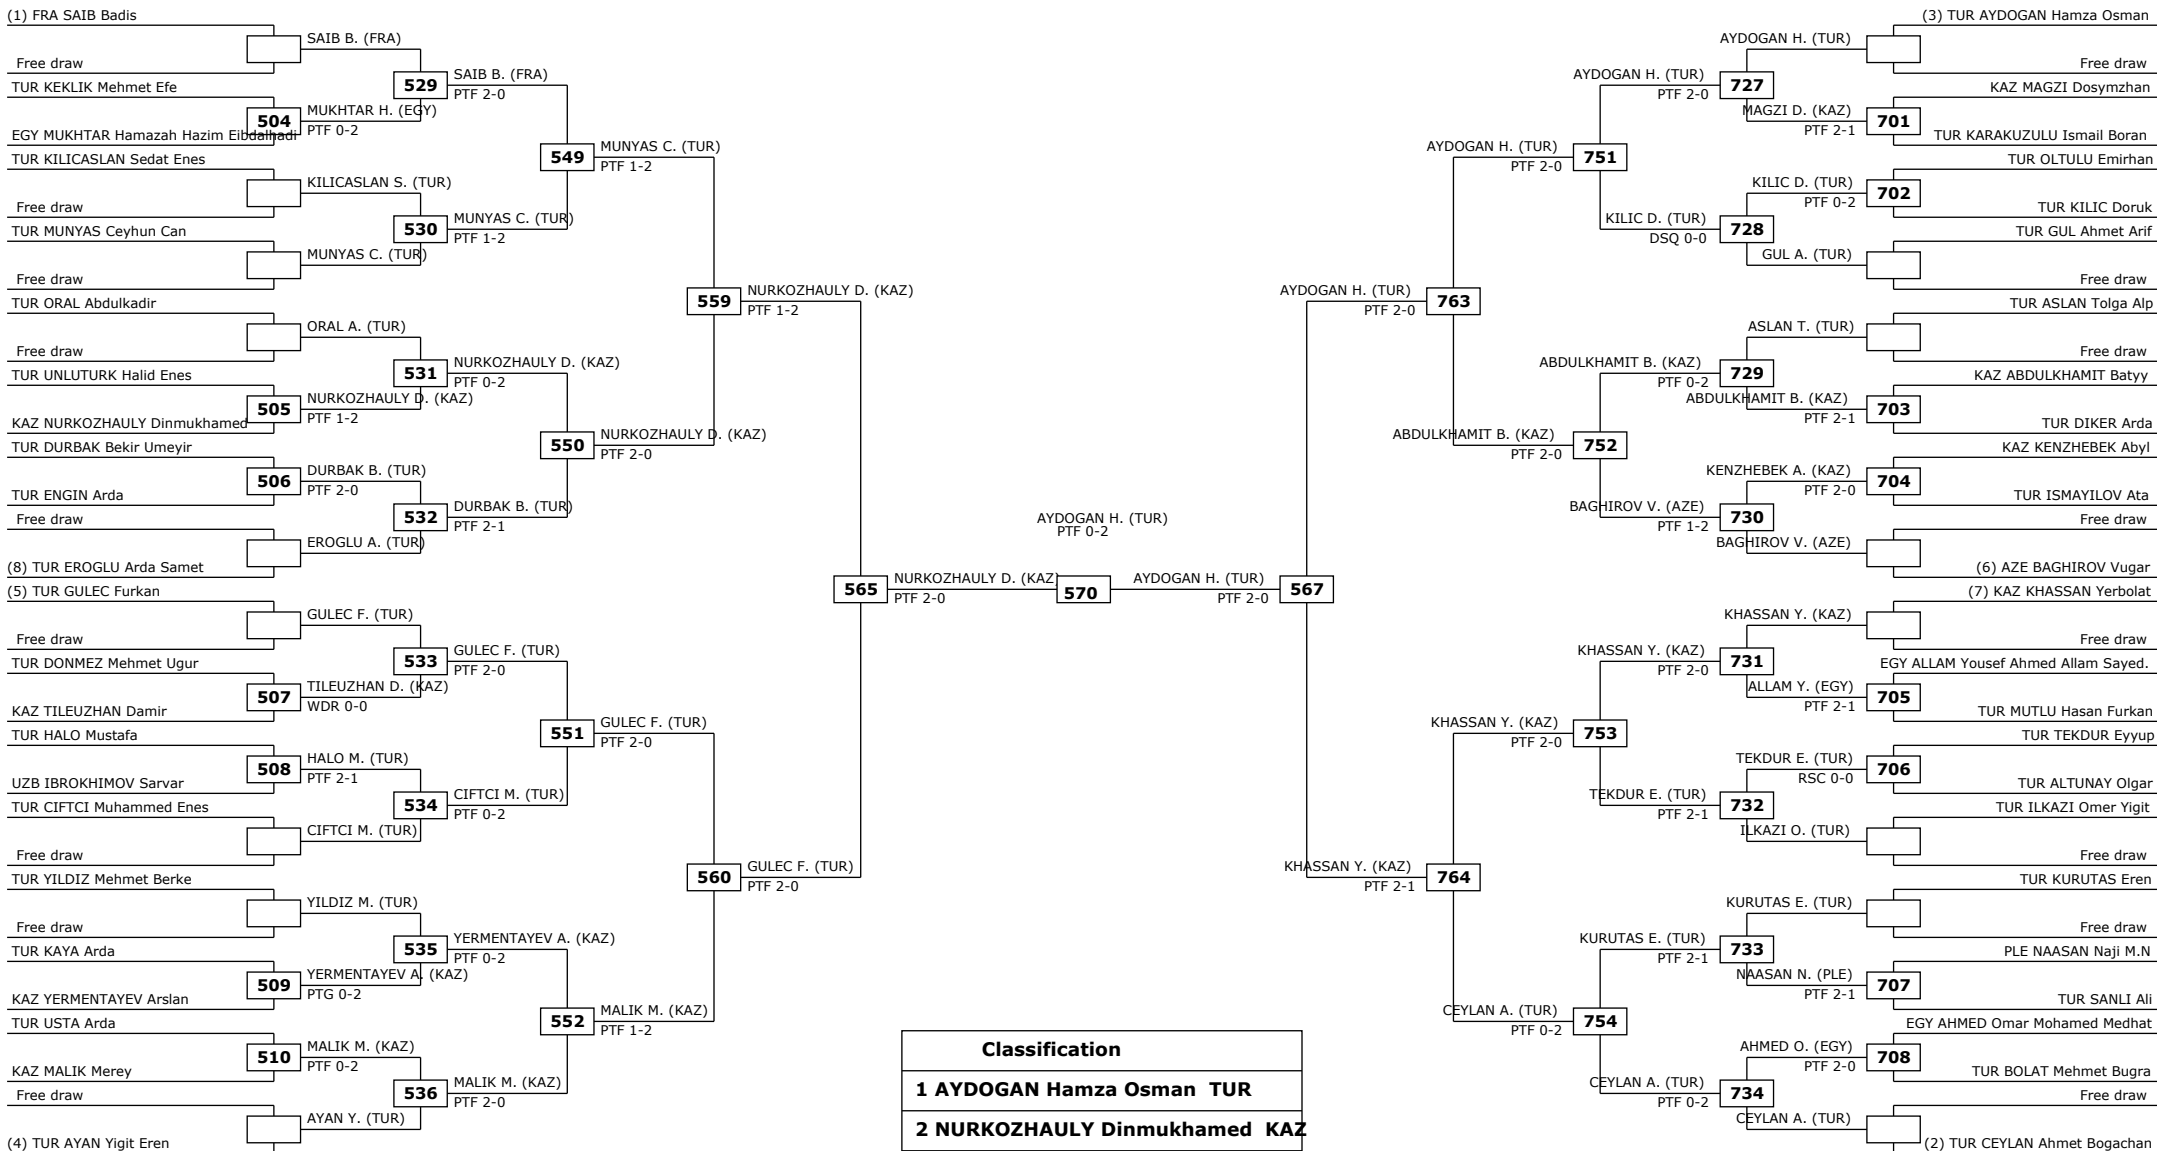 (1) FRA SAIB Badis
SAIB B. (FRA)
Free draw
529
SAIB B. (FRA)
PTF 2-0
TUR KEKLIK Mehmet Efe
504
MUKHTAR H. (EGY)
PTF 0-2
EGY MUKHTAR Hamazah Hazim Eibdalhadi
549
MUNYAS C. (TUR)
PTF 1-2
TUR KILICASLAN Sedat Enes
KILICASLAN S. (TUR)
Free draw
530
MUNYAS C. (TUR)
PTF 1-2
TUR MUNYAS Ceyhun Can
MUNYAS C. (TUR)
Free draw
559
NURKOZHAULY D. (KAZ)
PTF 1-2
TUR ORAL Abdulkadir
ORAL A. (TUR)
Free draw
531
NURKOZHAULY D. (KAZ)
PTF 0-2
TUR UNLUTURK Halid Enes
505
NURKOZHAULY D. (KAZ)
PTF 1-2
KAZ NURKOZHAULY Dinmukhamed
550
NURKOZHAULY D. (KAZ)
PTF 2-0
TUR DURBAK Bekir Umeyir
506
DURBAK B. (TUR)
PTF 2-0
TUR ENGIN Arda
532
DURBAK B. (TUR)
PTF 2-1
Free draw
EROGLU A. (TUR)
(8) TUR EROGLU Arda Samet
565
NURKOZHAULY D. (KAZ)
PTF 2-0
(5) TUR GULEC Furkan
GULEC F. (TUR)
Free draw
533
GULEC F. (TUR)
PTF 2-0
TUR DONMEZ Mehmet Ugur
507
TILEUZHAN D. (KAZ)
WDR 0-0
KAZ TILEUZHAN Damir
551
GULEC F. (TUR)
PTF 2-0
TUR HALO Mustafa
508
HALO M. (TUR)
PTF 2-1
UZB IBROKHIMOV Sarvar
534
CIFTCI M. (TUR)
PTF 0-2
TUR CIFTCI Muhammed Enes
CIFTCI M. (TUR)
Free draw
560
GULEC F. (TUR)
PTF 2-0
TUR YILDIZ Mehmet Berke
YILDIZ M. (TUR)
Free draw
535
YERMENTAYEV A. (KAZ)
PTF 0-2
TUR KAYA Arda
509
YERMENTAYEV A. (KAZ)
PTG 0-2
KAZ YERMENTAYEV Arslan
552
MALIK M. (KAZ)
PTF 1-2
TUR USTA Arda
510
MALIK M. (KAZ)
PTF 0-2
KAZ MALIK Merey
536
MALIK M. (KAZ)
PTF 2-0
Free draw
AYAN Y. (TUR)
(4) TUR AYAN Yigit Eren
AYDOGAN H. (TUR)
PTF 0-2
570
(3) TUR AYDOGAN Hamza Osman
AYDOGAN H. (TUR)
Free draw
AYDOGAN H. (TUR)
PTF 2-0
727
KAZ MAGZI Dosymzhan
MAGZI D. (KAZ)
PTF 2-1
701
TUR KARAKUZULU Ismail Boran
AYDOGAN H. (TUR)
PTF 2-0
751
TUR OLTULU Emirhan
KILIC D. (TUR)
PTF 0-2
702
TUR KILIC Doruk
KILIC D. (TUR)
DSQ 0-0
728
TUR GUL Ahmet Arif
GUL A. (TUR)
Free draw
AYDOGAN H. (TUR)
PTF 2-0
763
TUR ASLAN Tolga Alp
ASLAN T. (TUR)
Free draw
ABDULKHAMIT B. (KAZ)
PTF 0-2
729
KAZ ABDULKHAMIT Batyy
ABDULKHAMIT B. (KAZ)
PTF 2-1
703
TUR DIKER Arda
ABDULKHAMIT B. (KAZ)
PTF 2-0
752
KAZ KENZHEBEK Abyl
KENZHEBEK A. (KAZ)
PTF 2-0
704
TUR ISMAYILOV Ata
BAGHIROV V. (AZE)
PTF 1-2
730
Free draw
BAGHIROV V. (AZE)
(6) AZE BAGHIROV Vugar
AYDOGAN H. (TUR)
PTF 2-0
567
(7) KAZ KHASSAN Yerbolat
KHASSAN Y. (KAZ)
Free draw
KHASSAN Y. (KAZ)
PTF 2-0
731
EGY ALLAM Yousef Ahmed Allam Sayed.
ALLAM Y. (EGY)
PTF 2-1
705
TUR MUTLU Hasan Furkan
KHASSAN Y. (KAZ)
PTF 2-0
753
TUR TEKDUR Eyyup
TEKDUR E. (TUR)
RSC 0-0
706
TUR ALTUNAY Olgar
TEKDUR E. (TUR)
PTF 2-1
732
TUR ILKAZI Omer Yigit
ILKAZI O. (TUR)
Free draw
KHASSAN Y. (KAZ)
PTF 2-1
764
TUR KURUTAS Eren
KURUTAS E. (TUR)
Free draw
KURUTAS E. (TUR)
PTF 2-1
733
PLE NAASAN Naji M.N
NAASAN N. (PLE)
PTF 2-1
707
TUR SANLI Ali
CEYLAN A. (TUR)
PTF 0-2
754
EGY AHMED Omar Mohamed Medhat
AHMED O. (EGY)
PTF 2-0
708
TUR BOLAT Mehmet Bugra
CEYLAN A. (TUR)
PTF 0-2
734
Free draw
CEYLAN A. (TUR)
(2) TUR CEYLAN Ahmet Bogachan
Classification
1 AYDOGAN Hamza Osman TUR
2 NURKOZHAULY Dinmukhamed KAZ